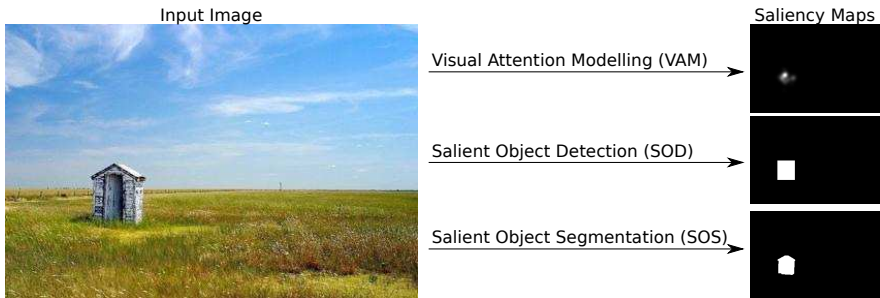 Input Image
Saliency Maps
Visual Attention Modelling (VAM)
Salient Object Detection (SOD)
Salient Object Segmentation (SOS)